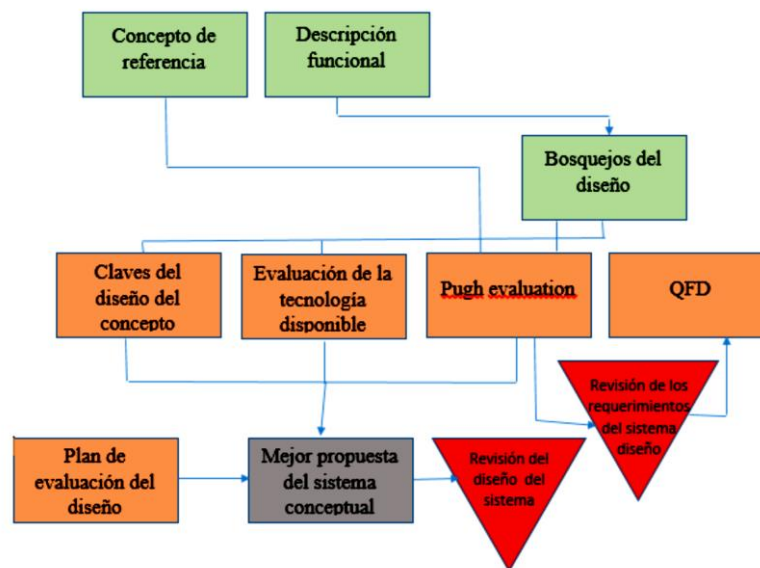 Concepto de
referencia
Descripción
funcional
Bosquejos del
diseño
Claves del
diseño del
concepto
Evaluación de la
tecnología
disponible
Pugh evaluation
QFD
Revisión de los
requerimientos
del sistema
diseño
Plan de
evaluación del
diseño
Mejor propuesta
del sistema
conceptual
Revisión del
diseño del
sistema